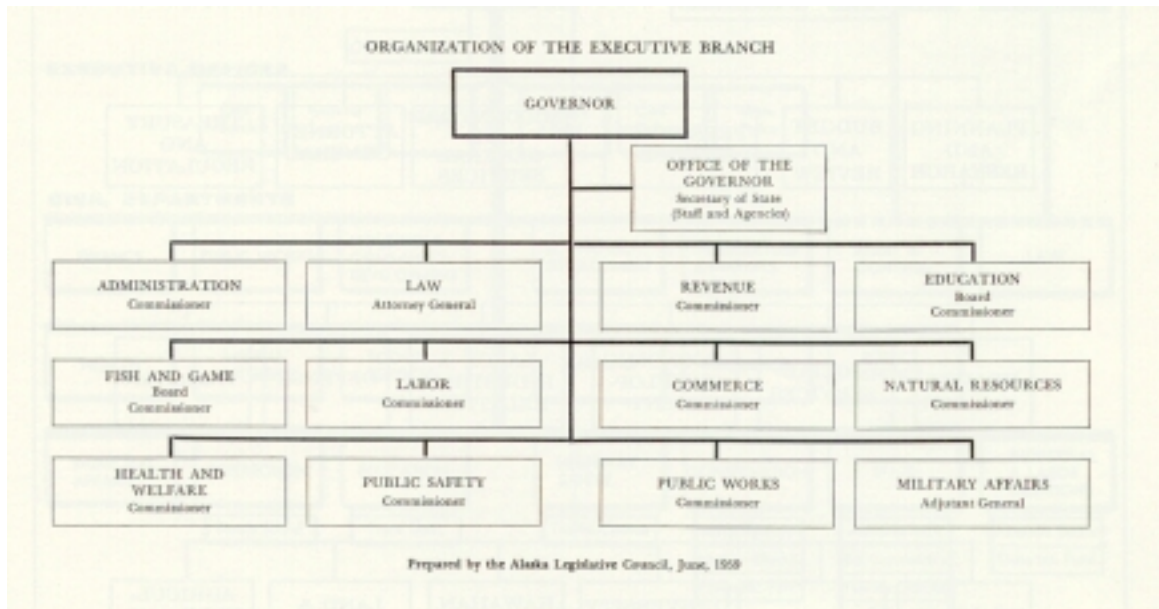 ORGANIZATION OF THE EXECUTIVE BRANCH
GOVERNOR
OFFICE OF THE
GOVERNOR
Secretary of State
(Staff and Agencies)
ADMINISTRATION
Commissioner
LAW
Attorney General
REVENUE
Commissioner
EDUCATION
Board
Commissioner
FISH AND GAME
Board
Commissioner
LABOR
Commissioner
COMMERCE
Commissioner
NATURAL RESOURCES
Commissioner
HEALTH AND
WELFARE
Commissioner
PUBLIC SAFETY
Commissioner
PUBLIC WORKS
Commissioner
MILITARY AFFAIRS
Adjutant General
Prepared by the Alaska Legislative Council, June, 1959